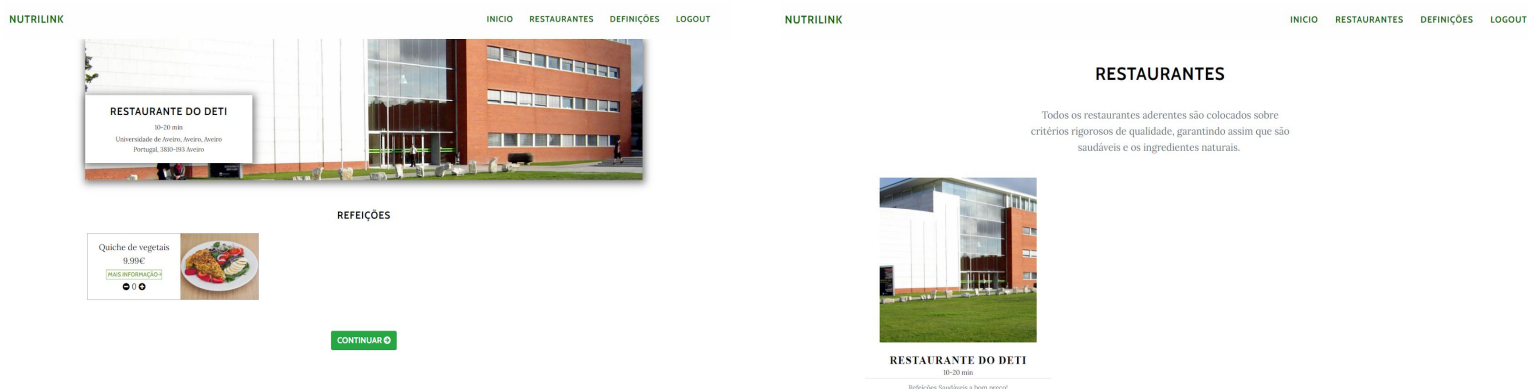 NUTRILINK
INICIO RESTAURANTES DEFINIÇÕES LOGOUT
RESTAURANTE DO DETI
10-20 min
Universidade de Aveiro, Aveiro, Aveiro
Portugal, 3810-193 Aveiro
REFEIÇÕES
Quiche de vegetais
9.99€
MAIS INFORMAÇÃO
0
CONTINUAR
NUTRILINK
INICIO RESTAURANTES DEFINIÇÕES LOGOUT
RESTAURANTES
Todos os restaurantes aderentes são colocados sobre
critérios rigorosos de qualidade, garantindo assim que são
saudáveis e os ingredientes naturais.
RESTAURANTE DO DETI
10-20 min
Refeições Saudáveis a bom preço!